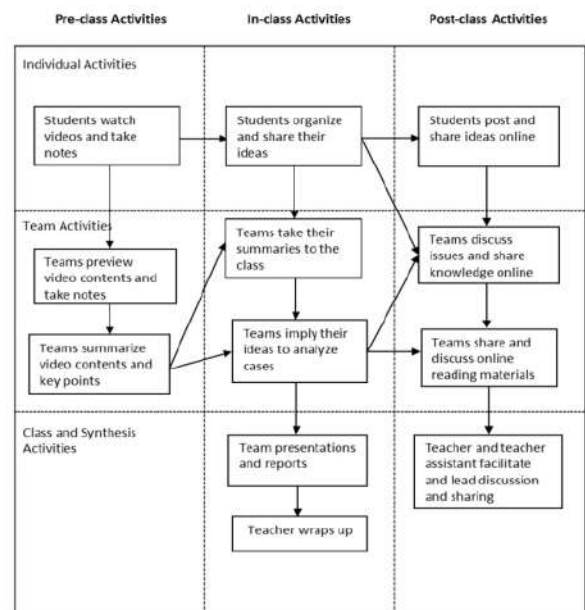 Pre-class Activities
In-class Activities
Post-class Activities
Individual Activities
Students watch
videos and take
notes
Students organize
and share their
ideas
Students post and
share ideas online
Team Activities
Teams preview
video contents and
take notes
Teams summarize
video contents and
key points
Teams take their
summaries to the
class
Teams imply their
ideas to analyze
cases
Teams discuss
issues and share
knowledge online
Teams share and
discuss online
reading materials
Class and Synthesis
Activities
Team presentations
and reports
Teacher wraps up
Teacher and teacher
assistant facilitate
and lead discussion
and sharing